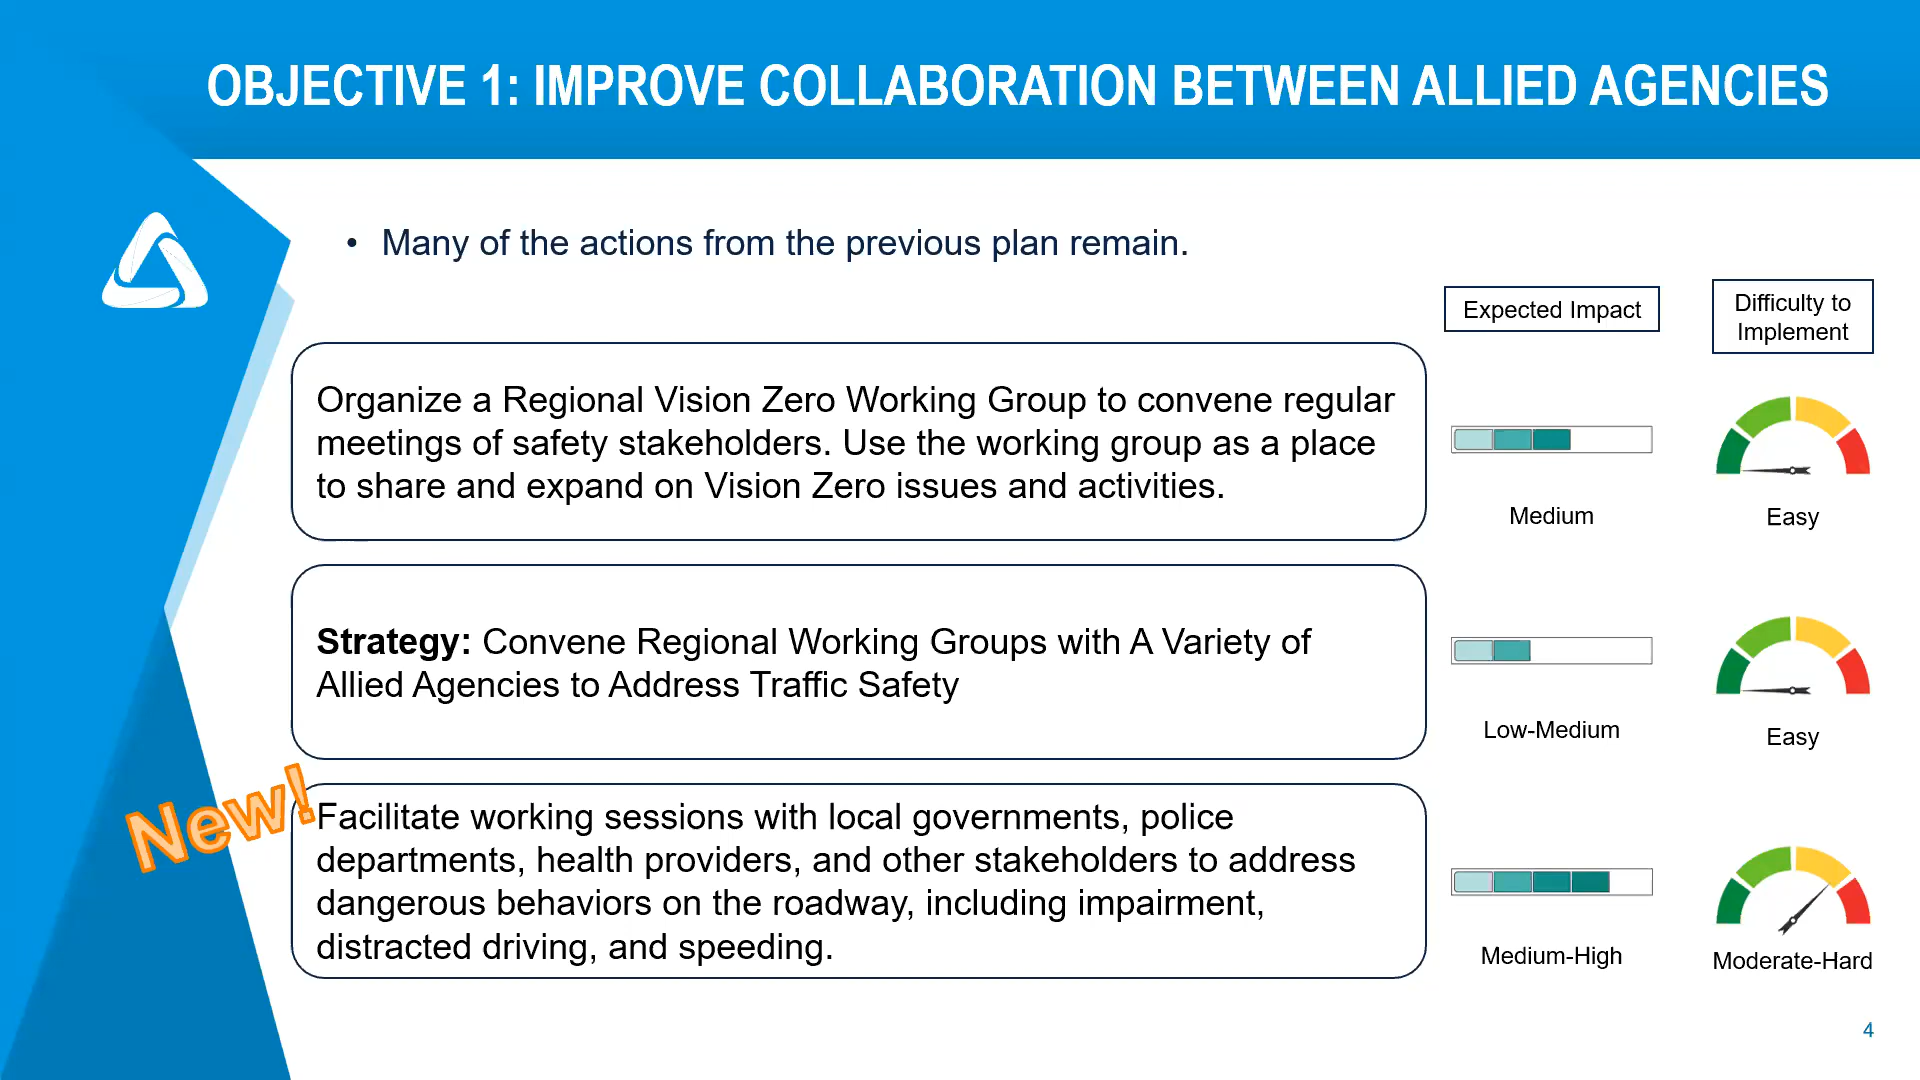 OBJECTIVE 1: IMPROVE COLLABORATION BETWEEN ALLIED AGENCIES
• Many of the actions from the previous plan remain.
Expected Impact
Difficulty to
Implement
Organize a Regional Vision Zero Working Group to convene regular
meetings of safety stakeholders. Use the working group as a place
to share and expand on Vision Zero issues and activities.
Medium
Easy
Strategy: Convene Regional Working Groups with A Variety of
Allied Agencies to Address Traffic Safety
Low-Medium
Easy
New!
Facilitate working sessions with local governments, police
departments, health providers, and other stakeholders to address
dangerous behaviors on the roadway, including impairment,
distracted driving, and speeding.
Medium-High
Moderate-Hard
4